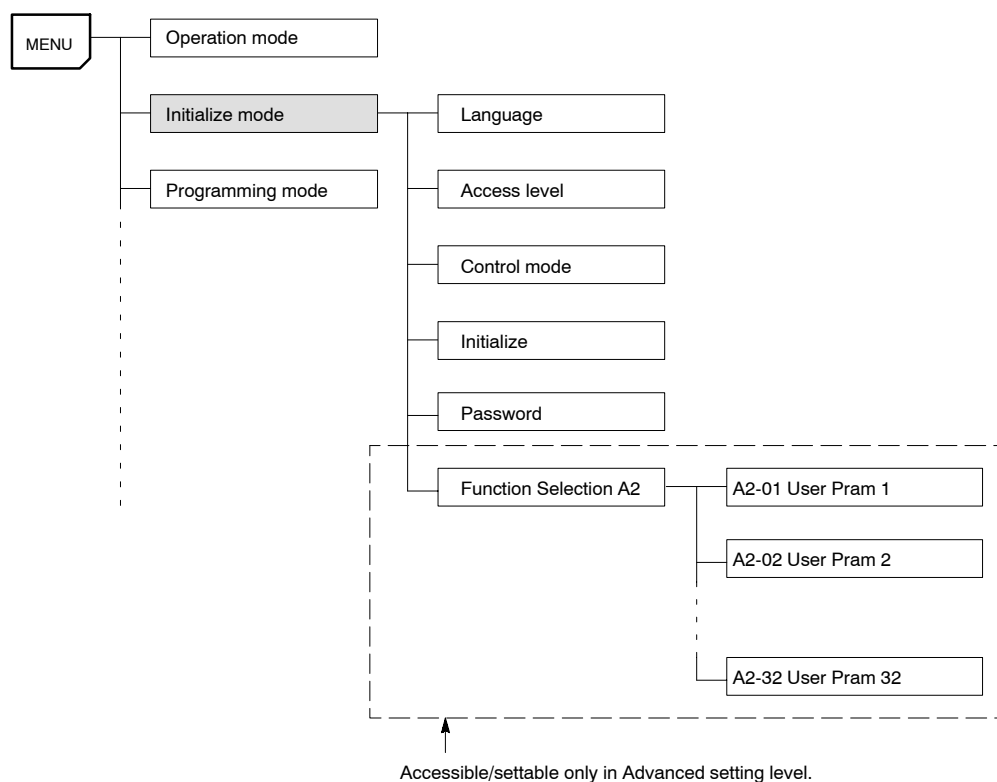 MENU
Operation mode
Initialize mode
Programming mode
Language
Access level
Control mode
Initialize
Password
Function Selection A2
A2-01 User Pram 1
A2-02 User Pram 2
A2-32 User Pram 32
Accessible/settable only in Advanced setting level.